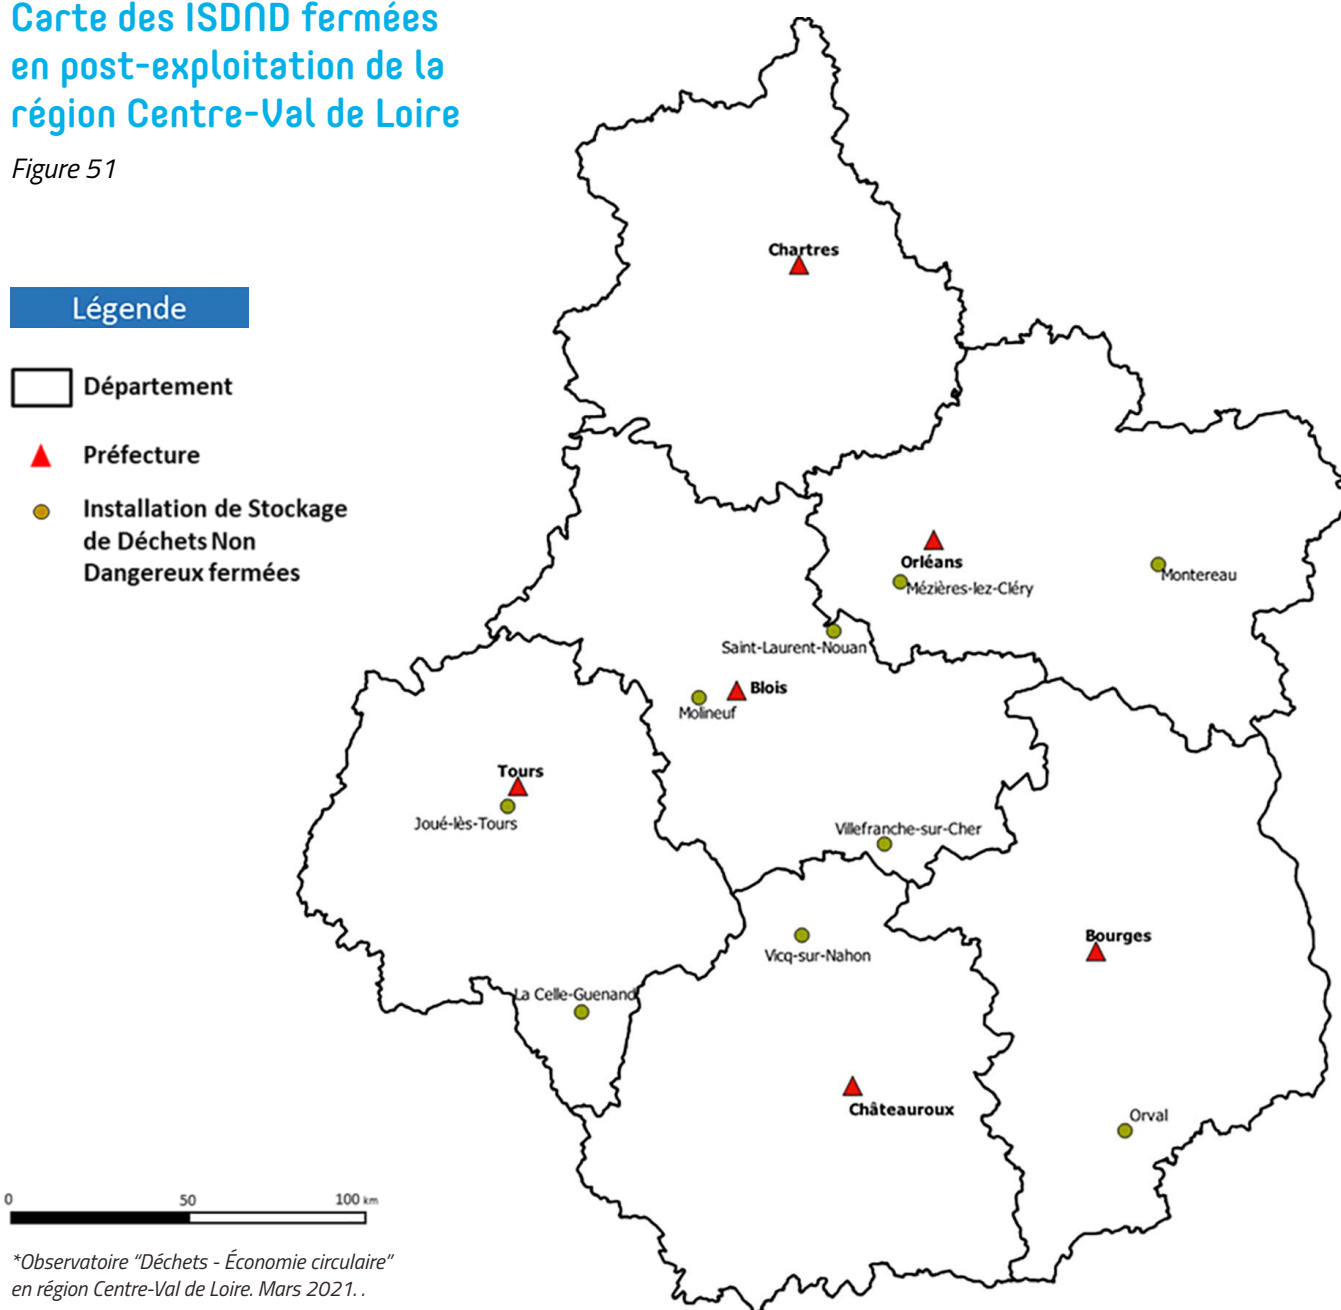 Carte des ISDND fermées
en post-exploitation de la
région Centre-Val de Loire
Figure 51
Légende
Département
Préfecture
Installation de Stockage
de Déchets Non
Dangereux fermées
Chartres
Orléans
Mézières-lez-Cléry
Montereau
Saint-Laurent-Nouan
Blois
Molineuf
Tours
Joué-lès-Tours
Villefranche-sur-Cher
Vicq-sur-Nahon
Bourges
La Celle-Guenand
Châteauroux
Orval
0 50 100 km
*Observatoire “Déchets - Économie circulaire”
en région Centre-Val de Loire. Mars 2021. .